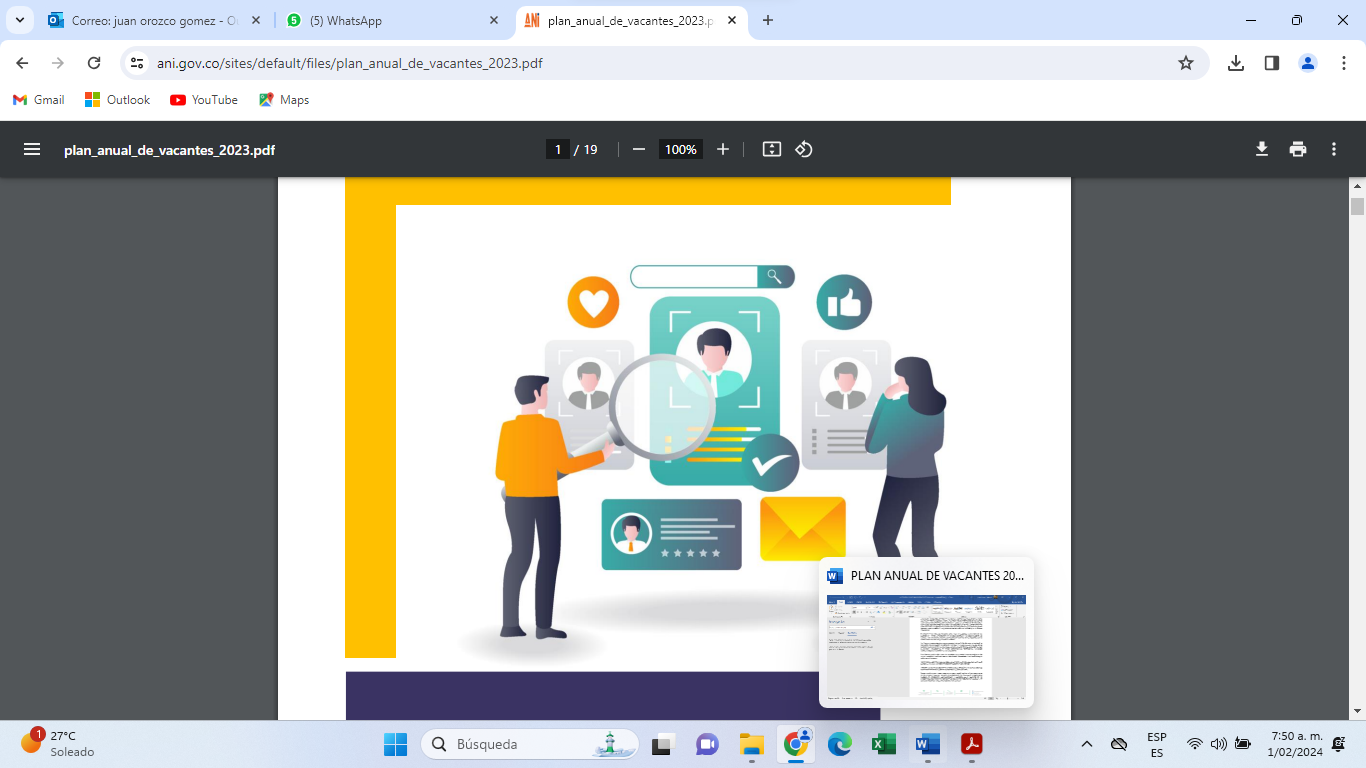 Correo: juan orozco gomez - O
(5) WhatsApp
ANI
plan_anual_de_vacantes_2023.p
ani.gov.co/sites/default/files/plan_anual_de_vacantes_2023.pdf
Gmail
Outlook
YouTube
Maps
plan_anual_de_vacantes_2023.pdf
1 / 19
100%
PLAN ANUAL DE VACANTES 20...
1
27°C
Soleado
Búsqueda
ESP
ES
7:50 a. m.
1/02/2024